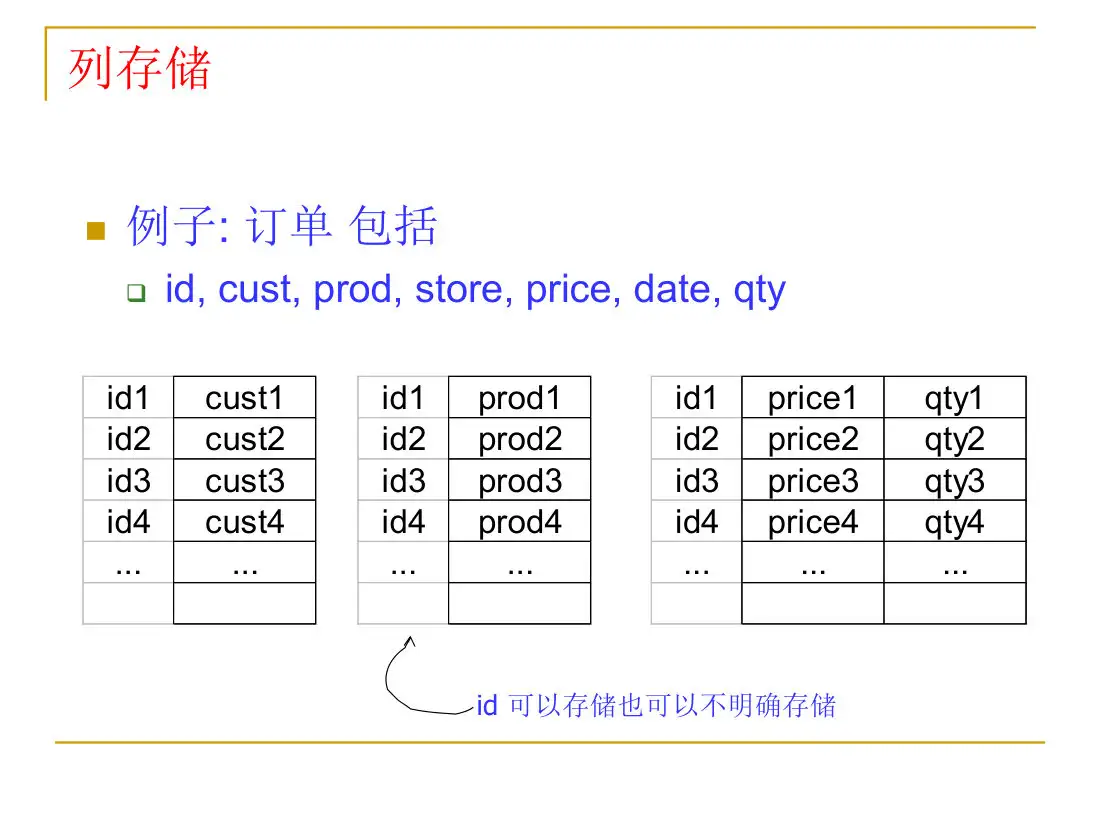 列存储
例子: 订单 包括
id, cust, prod, store, price, date, qty
id1 cust1 id1 prod1 id1 price1 qty1
id2 cust2 id2 prod2 id2 price2 qty2
id3 cust3 id3 prod3 id3 price3 qty3
id4 cust4 id4 prod4 id4 price4 qty4
... ... ... ... ... ... ...
id 可以存储也可以不明确存储